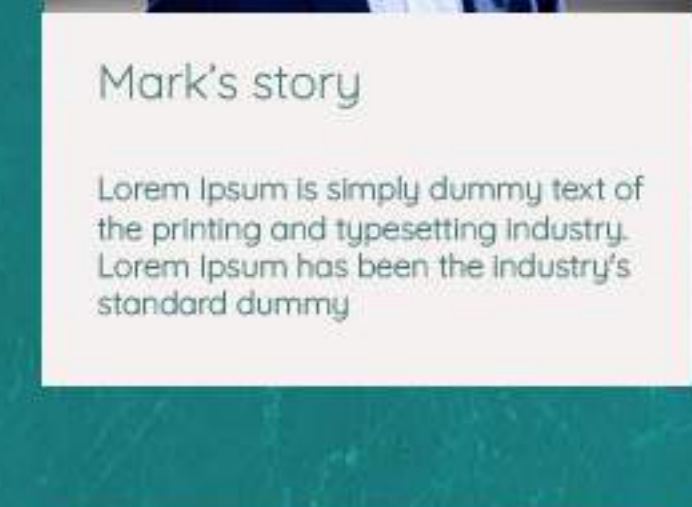 Mark's story
Lorem Ipsum is simply dummy text of
the printing and typesetting industry.
Lorem Ipsum has been the industry's
standard dummy